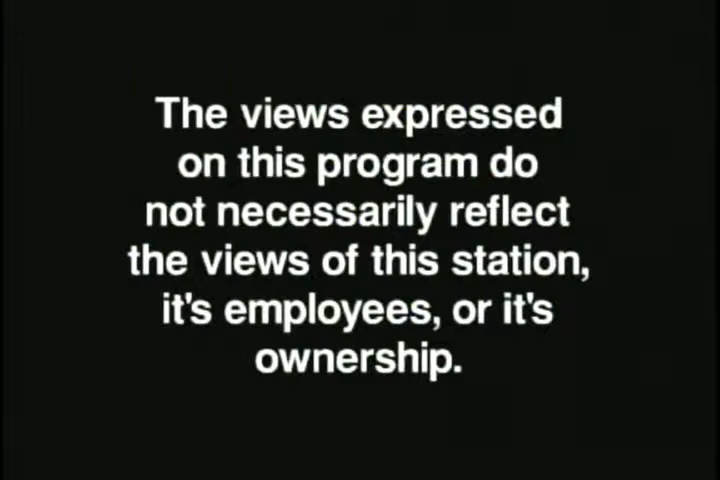 The views expressed
on this program do
not necessarily reflect
the views of this station,
it's employees, or it's
ownership.